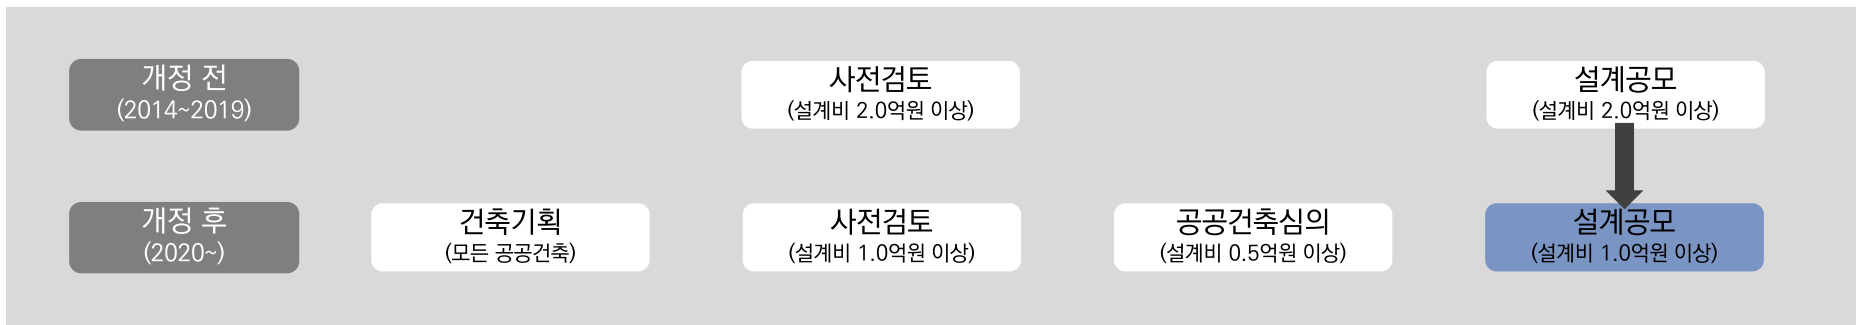 개정 전
(2014~2019)
사전검토
(설계비 2.0억원 이상)
설계공모
(설계비 2.0억원 이상)
개정 후
(2020~)
건축기획
(모든 공공건축)
사전검토
(설계비 1.0억원 이상)
공공건축심의
(설계비 0.5억원 이상)
설계공모
(설계비 1.0억원 이상)